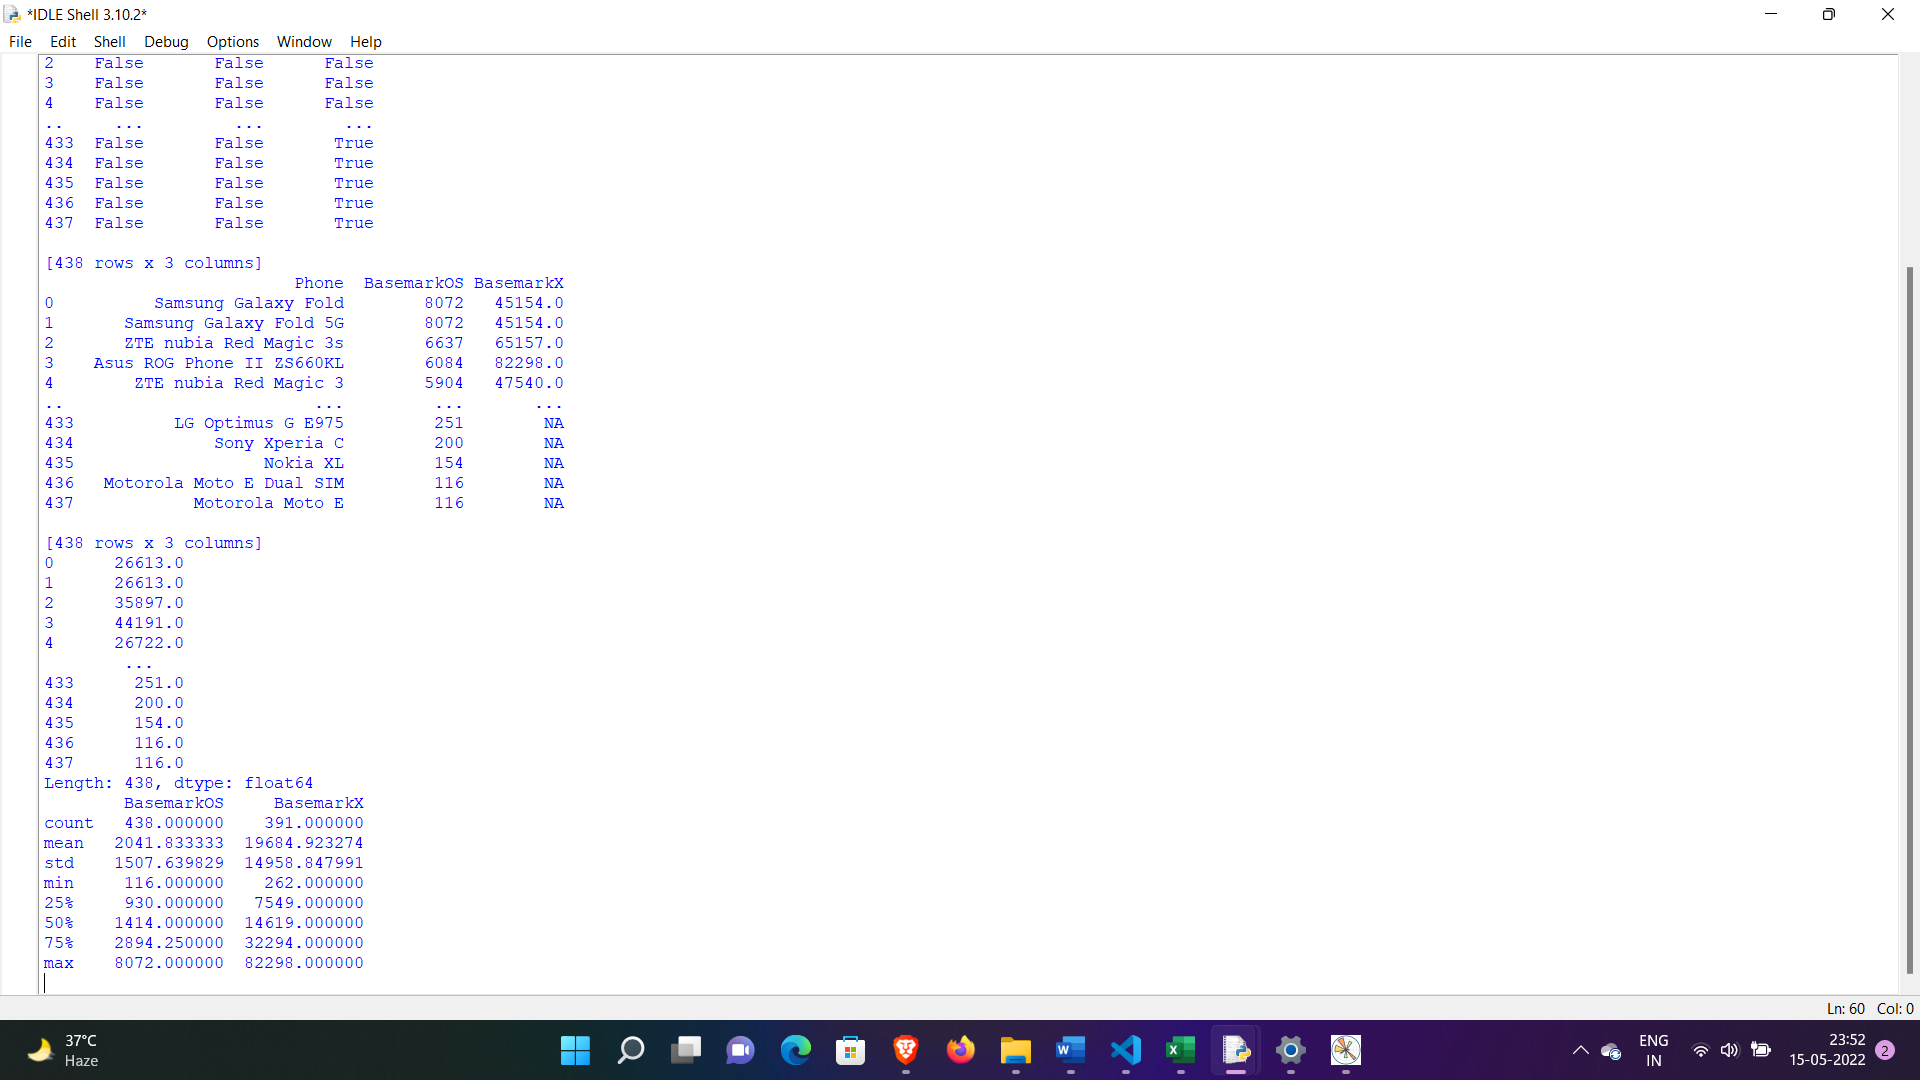 *IDLE Shell 3.10.2*
File Edit Shell Debug Options Window Help
2 False False False
3 False False False
4 False False False
.. ... ... ...
433 False False True
434 False False True
435 False False True
436 False False True
437 False False True
[438 rows x 3 columns]
Phone BasemarkOS BasemarkX
0 Samsung Galaxy Fold 8072 45154.0
1 Samsung Galaxy Fold 5G 8072 45154.0
2 ZTE nubia Red Magic 3s 6637 65157.0
3 Asus ROG Phone II ZS660KL 6084 82298.0
4 ZTE nubia Red Magic 3 5904 47540.0
.. ... ... ...
433 LG Optimus G E975 251 NA
434 Sony Xperia C 200 NA
435 Nokia XL 154 NA
436 Motorola Moto E Dual SIM 116 NA
437 Motorola Moto E 116 NA
[438 rows x 3 columns]
0 26613.0
1 26613.0
2 35897.0
3 44191.0
4 26722.0
...
433 251.0
434 200.0
435 154.0
436 116.0
437 116.0
Length: 438, dtype: float64
BasemarkOS BasemarkX
count 438.000000 391.000000
mean 2041.833333 19684.923274
std 1507.639829 14958.847991
min 116.000000 262.000000
25% 930.000000 7549.000000
50% 1414.000000 14619.000000
75% 2894.250000 32294.000000
max 8072.000000 82298.000000
Ln: 60 Col: 0
37°C
Haze
ENG
IN
23:52
15-05-2022
2